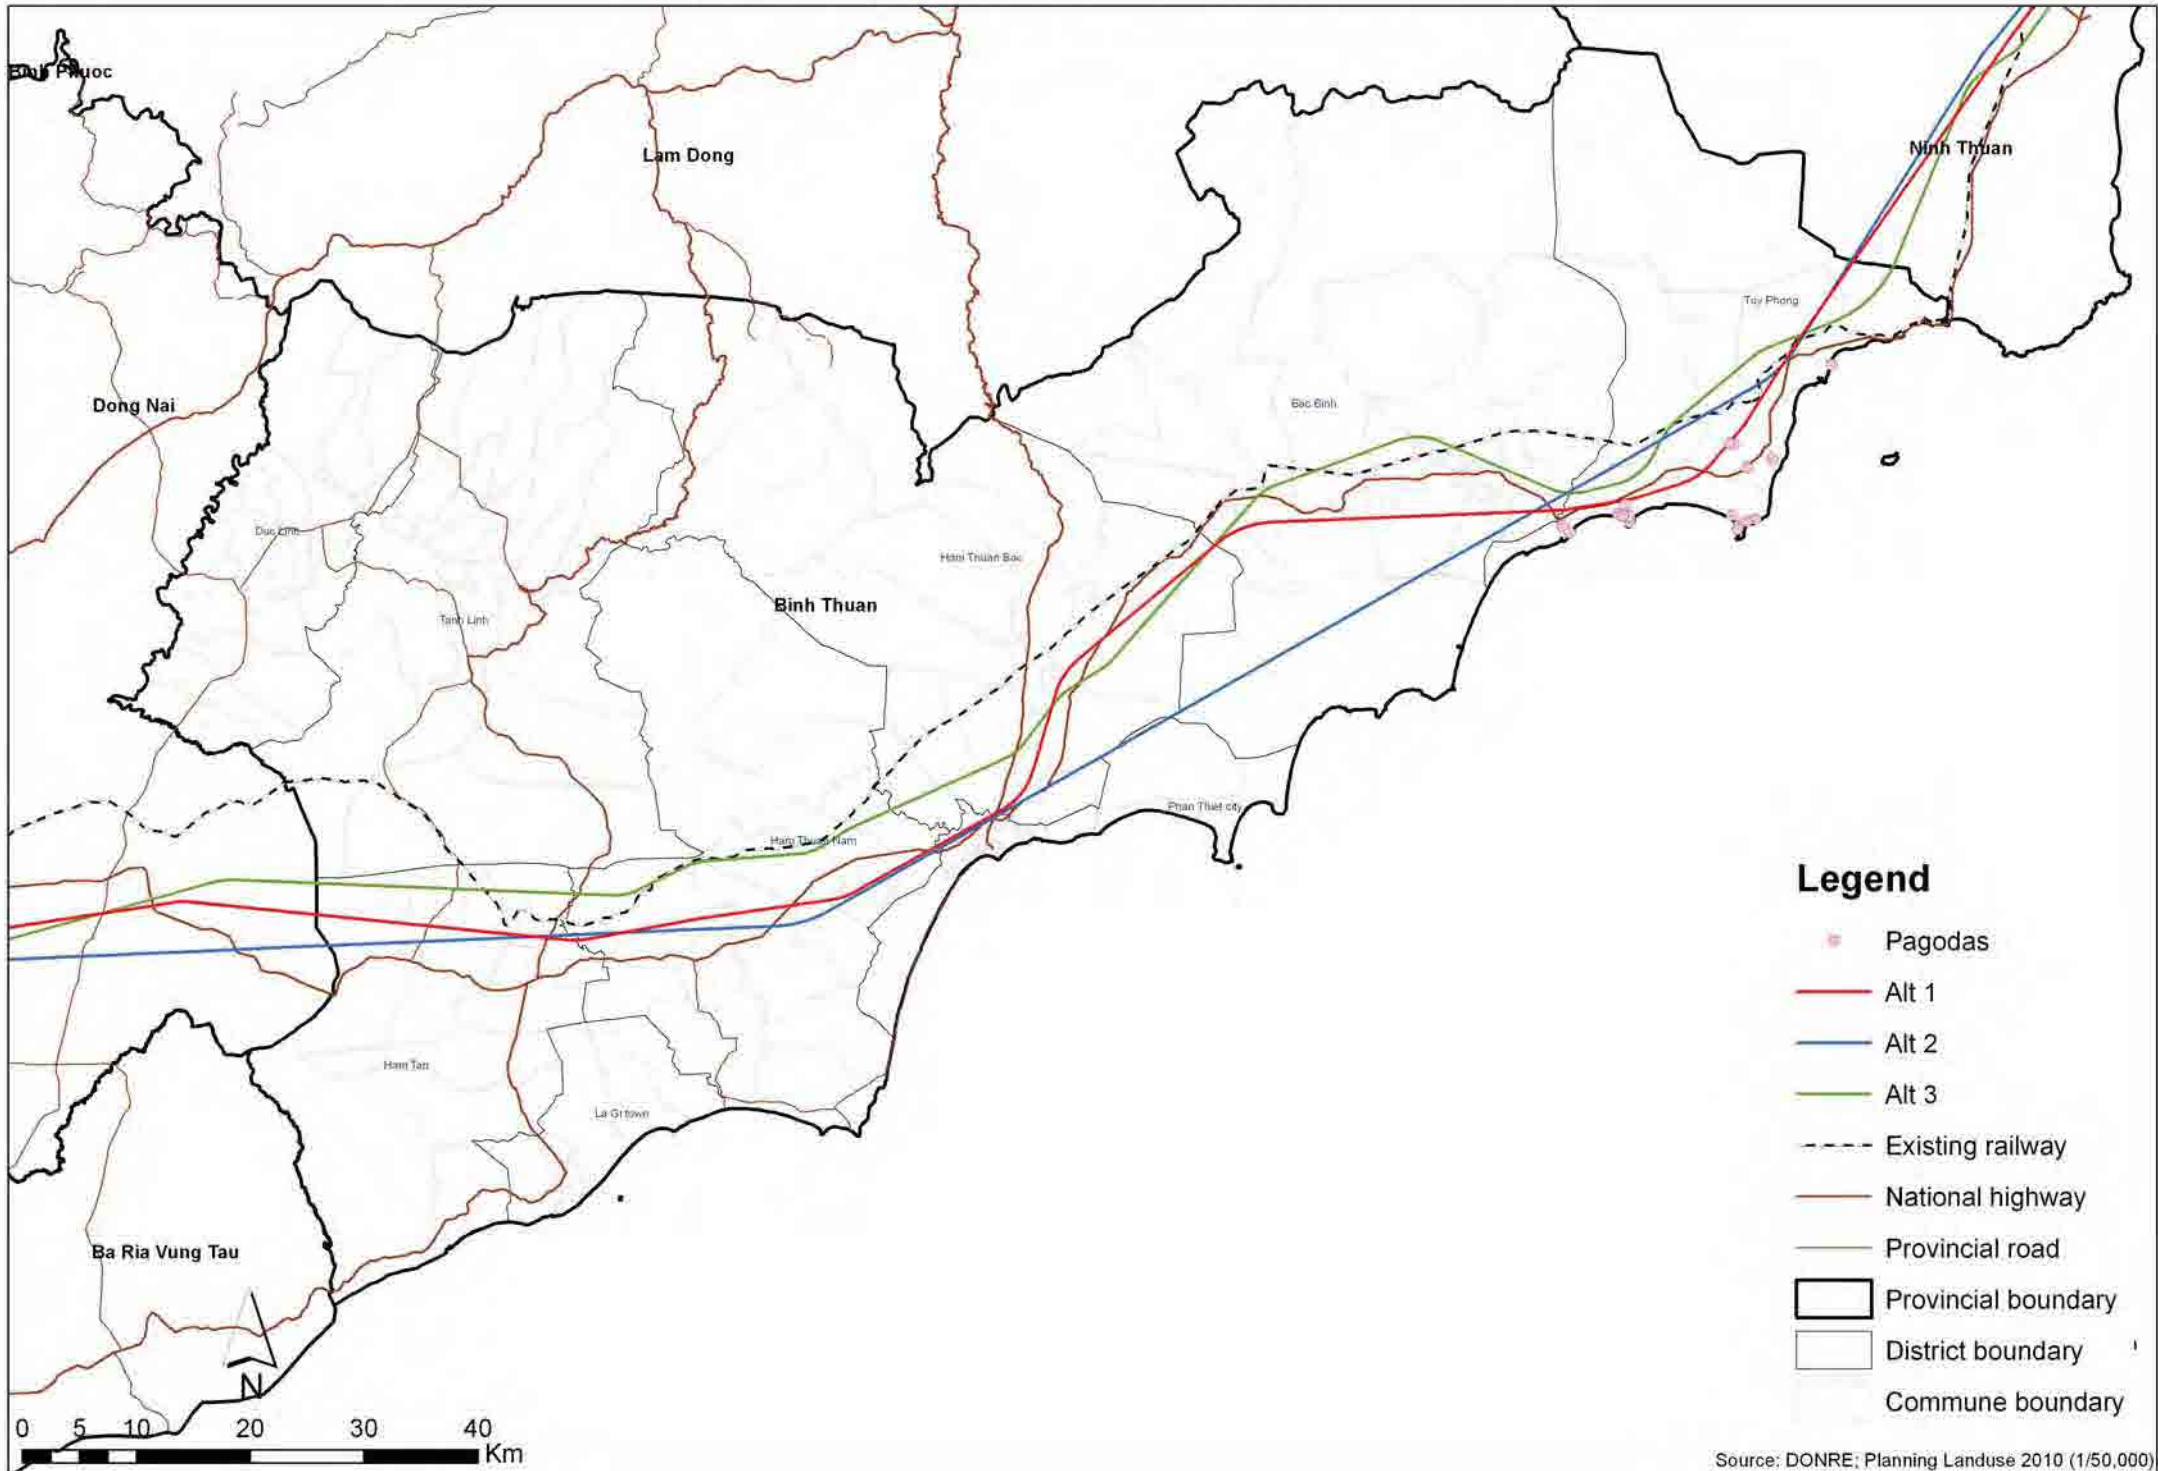 Binh Phuoc
Lam Dong
Ninh Thuan
Tuy Phong
Dong Nai
Bac Binh
Duc Linh
Ham Thuan Bac
Binh Thuan
Tanh Linh
Phan Thiet city
Ham Thuan Nam
Legend
Pagodas
Alt 1
Alt 2
Alt 3
Existing railway
National highway
Provincial road
Provincial boundary
District boundary
Commune boundary
Ham Tan
La Gi town
Ba Ria Vung Tau
N
0 5 10 20 30 40
Km
Source: DONRE; Planning Landuse 2010 (1/50,000)